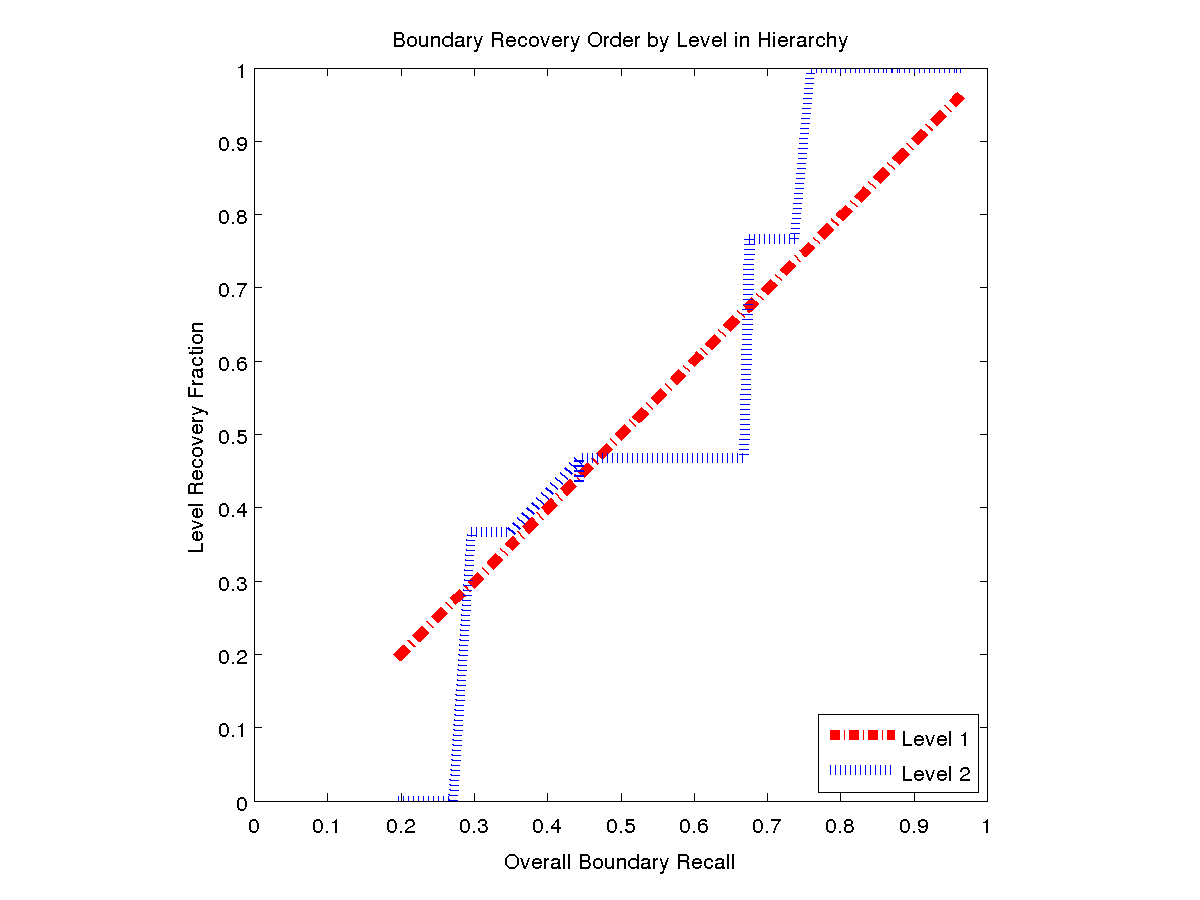 Boundary Recovery Order by Level in Hierarchy
1
0.9
0.8
0.7
0.6
0.5
0.4
0.3
0.2
0.1
0
Level Recovery Fraction
Level 1
Level 2
0 0.1 0.2 0.3 0.4 0.5 0.6 0.7 0.8 0.9 1
Overall Boundary Recall